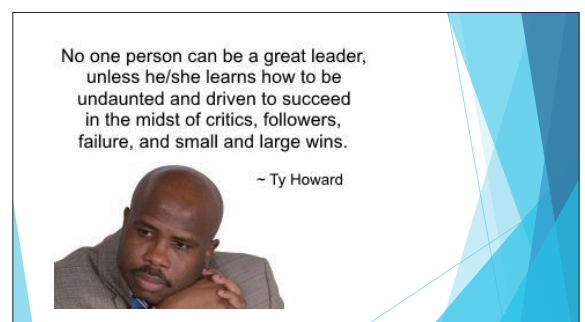 No one person can be a great leader,
unless he/she learns how to be
undaunted and driven to succeed
in the midst of critics, followers,
failure, and small and large wins.
~ Ty Howard